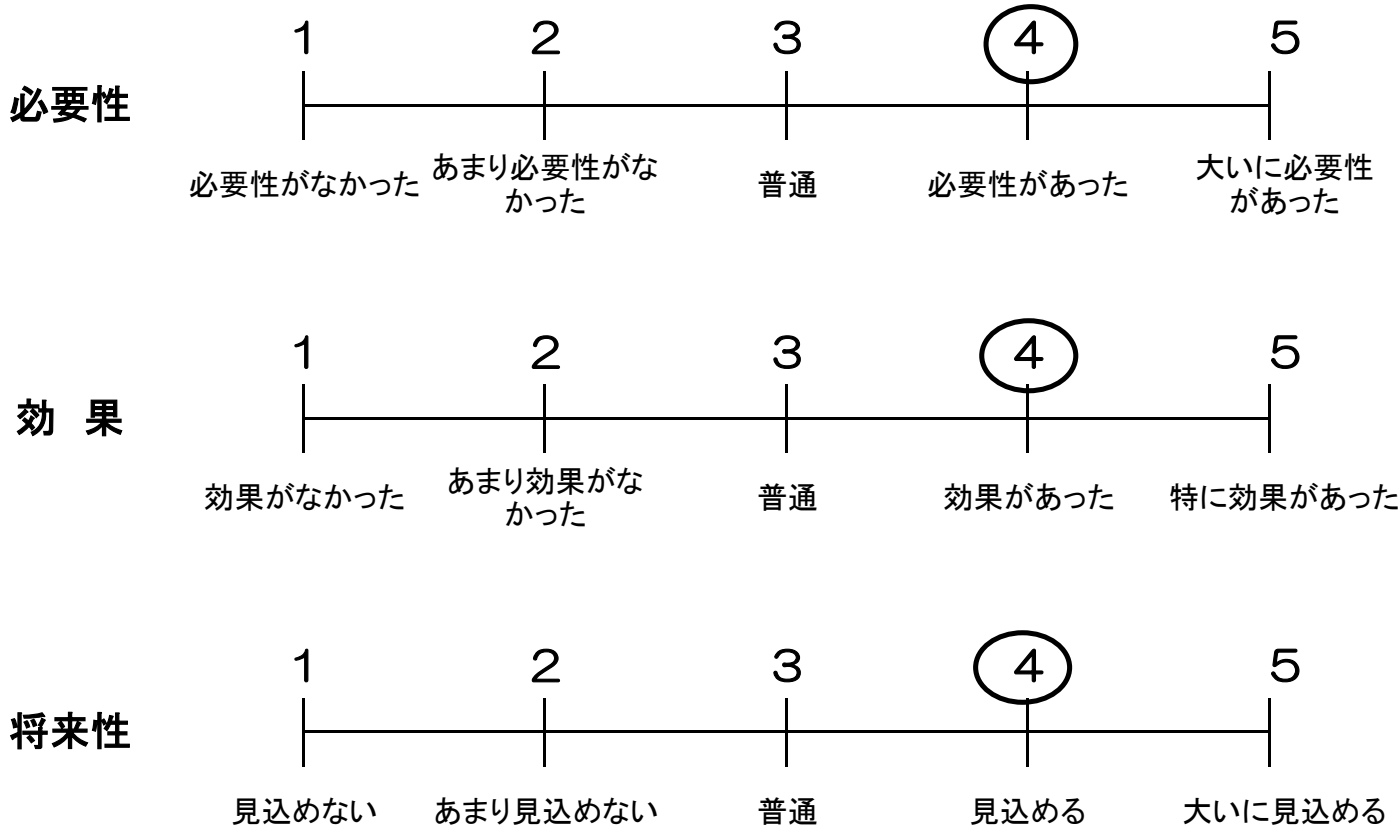 1 2 3 4 5
必要性
必要性がなかった あまり必要性がな
かった 普通 必要性があった 大いに必要性
があった
1 2 3 4 5
効 果
効果がなかった あまり効果がな
かった 普通 効果があった 特に効果があった
1 2 3 4 5
将来性
見込めない あまり見込めない 普通 見込める 大いに見込める